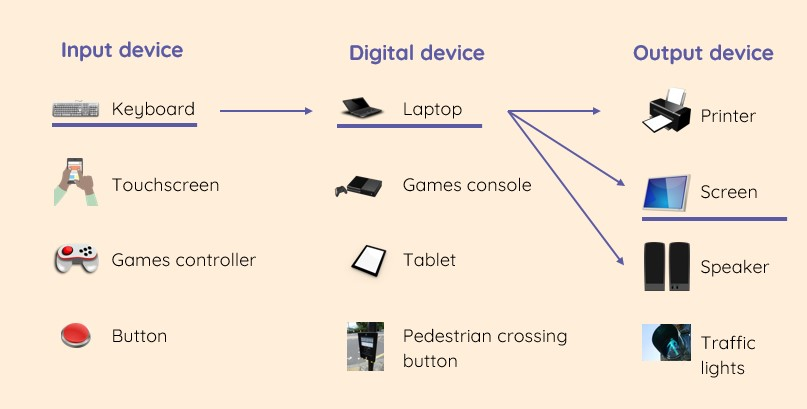 Input device
Digital device
Output device
Keyboard
Laptop
Printer
Touchscreen
Games console
Screen
Games controller
Tablet
Speaker
Button
Pedestrian crossing
button
Traffic
lights